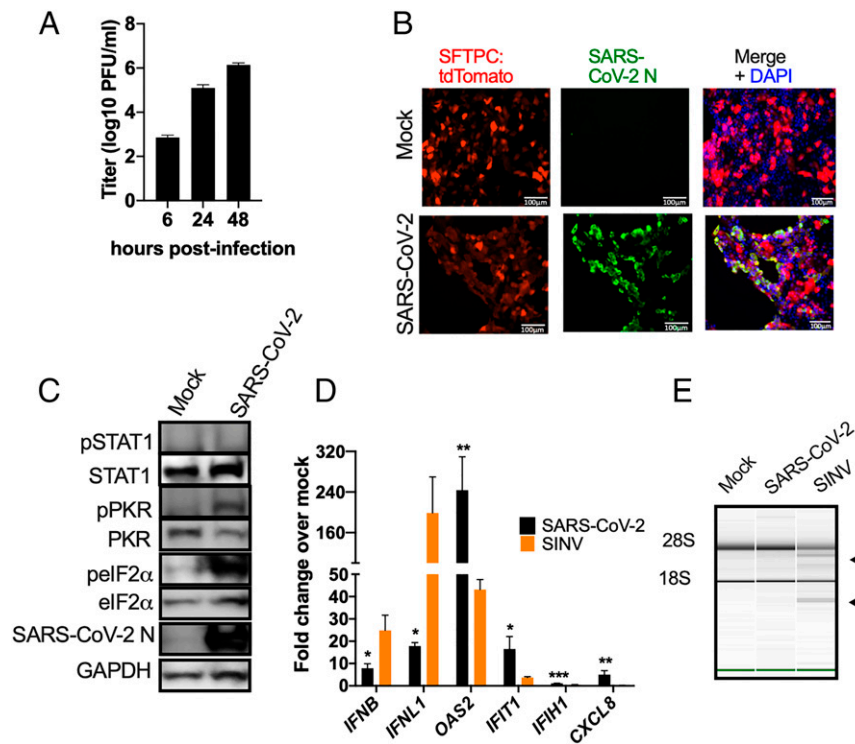 A
Titer (log10 PFU/ml)
8
6
4
2
0
6 24 48
hours post-infection
B
SFTPC:
tdTomato
SARS-
CoV-2 N
Merge
+ DAPI
Mock
100μm
100μm
100μm
SARS-CoV-2
100μm
100μm
100μm
C
Mock
SARS-CoV-2
pSTAT1
STAT1
pPKR
PKR
peIF2α
eIF2α
SARS-CoV-2 N
GAPDH
D
Fold change over mock
320
240
160
50
40
30
20
10
0
SARS-CoV-2
SINV
*
*
**
*
***
**
IFNB
IFNL1
OAS2
IFIT1
IFIH1
CXCL8
E
Mock
SARS-CoV-2
SINV
28S
18S